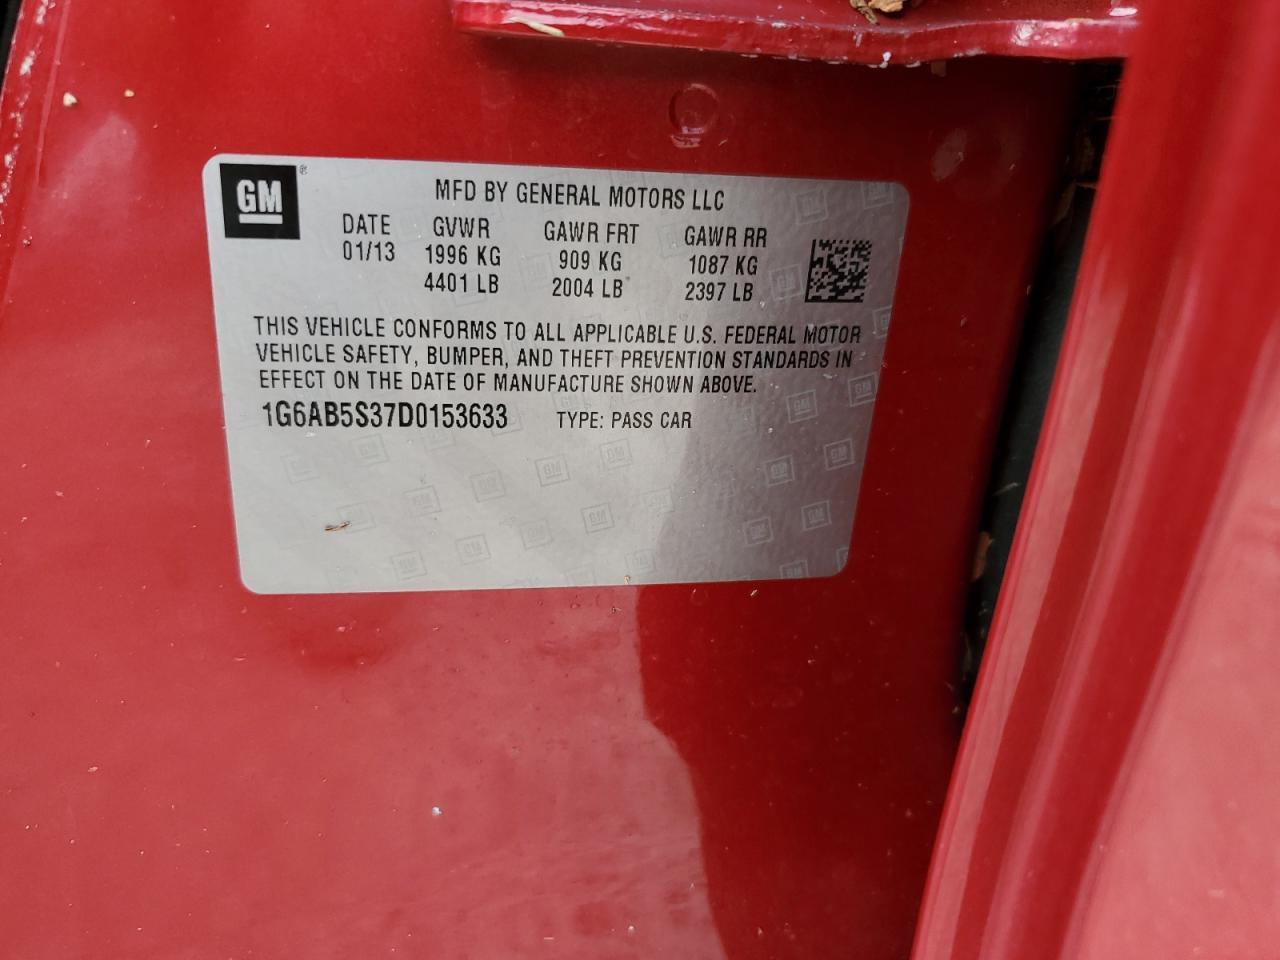 GM®
MFD BY GENERAL MOTORS LLC
DATE GVWR GAWR FRT GAWR RR
01/13 1996 KG 909 KG 1087 KG
4401 LB 2004 LB 2397 LB
THIS VEHICLE CONFORMS TO ALL APPLICABLE U.S. FEDERAL MOTOR
VEHICLE SAFETY, BUMPER, AND THEFT PREVENTION STANDARDS IN
EFFECT ON THE DATE OF MANUFACTURE SHOWN ABOVE.
1G6AB5S37D0153633 TYPE: PASS CAR